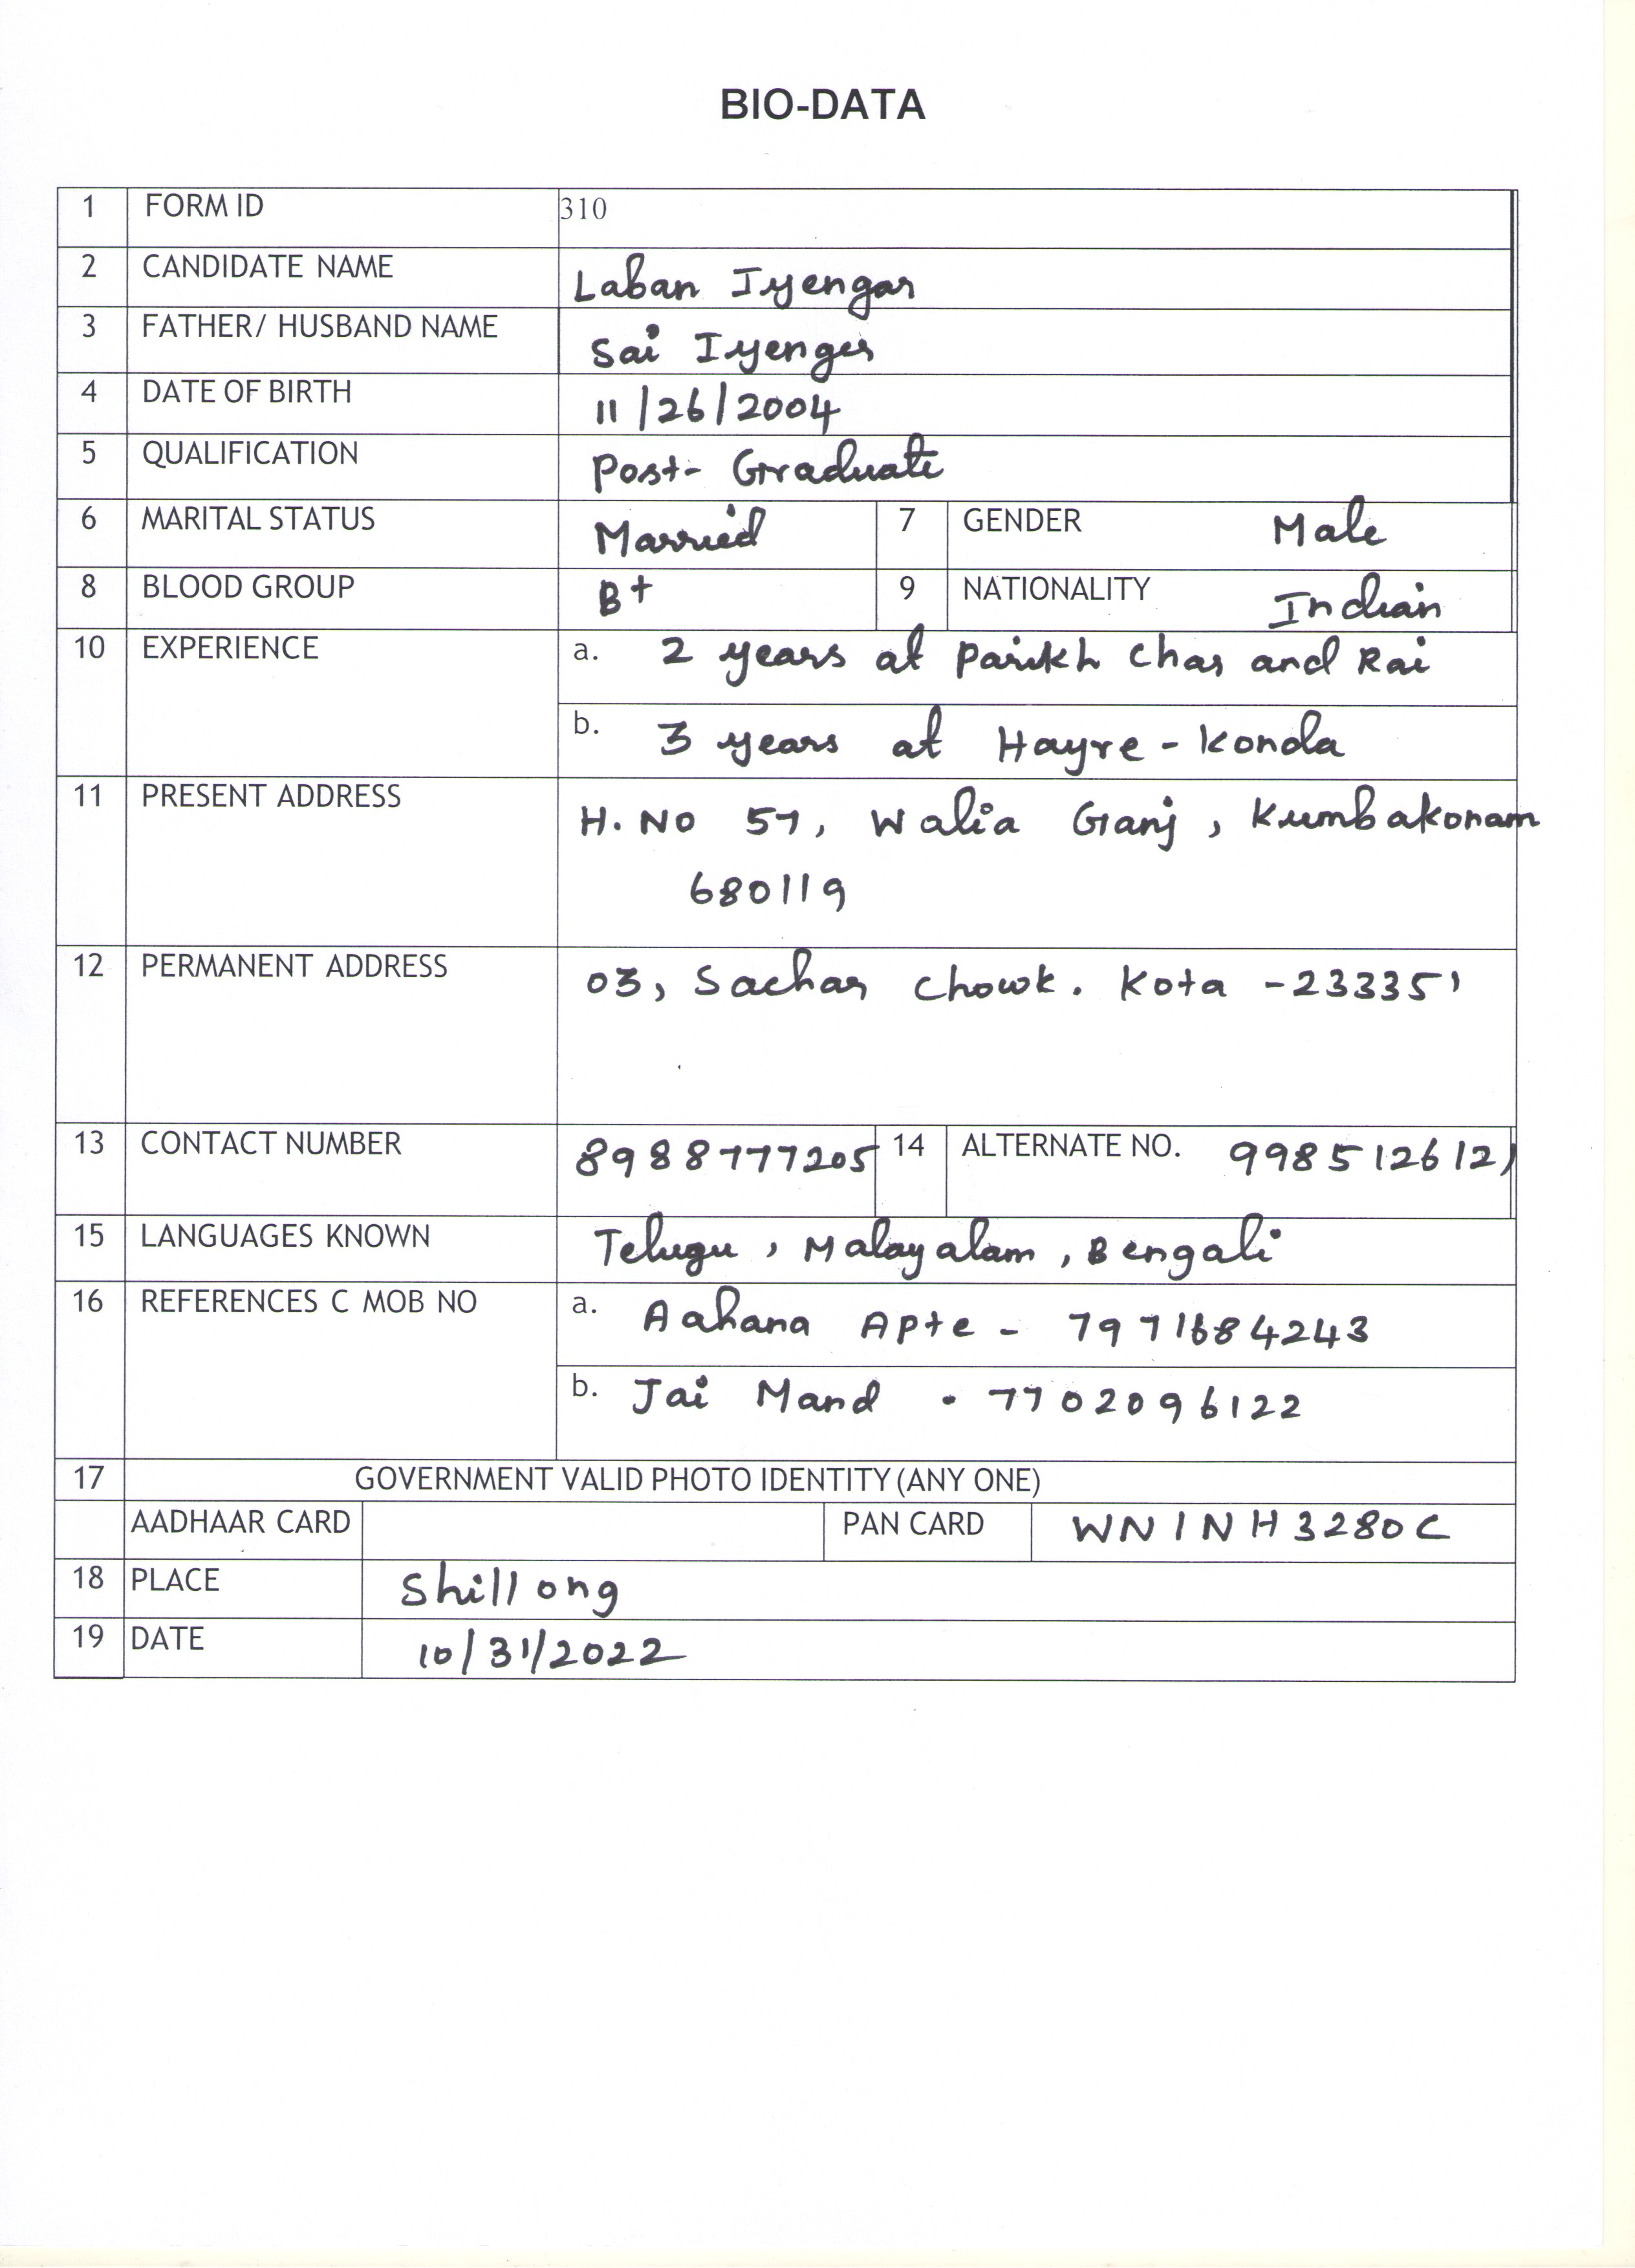 BIO-DATA
1 FORM ID 310
2 CANDIDATE NAME Laban Iyengar
3 FATHER/ HUSBAND NAME Sai Iyenger
4 DATE OF BIRTH 11/26/2004
5 QUALIFICATION Post-Graduate
6 MARITAL STATUS Married 7 GENDER Male
8 BLOOD GROUP B+ 9 NATIONALITY Indian
10 EXPERIENCE a. 2 years at Parikh Chas and Rai
b. 3 years at Hayre-Konda
11 PRESENT ADDRESS H.No 57, Walia Ganj, Kumbakonam
680119
12 PERMANENT ADDRESS 03, Sachar Chowk. Kota -233351
13 CONTACT NUMBER 8988777205 14 ALTERNATE NO. 9985126121
15 LANGUAGES KNOWN Telugu, Malayalam, Bengali
16 REFERENCES C MOB NO a. Aahana Apte - 7971684243
b. Jai Mand . 7702096122
17 GOVERNMENT VALID PHOTO IDENTITY (ANY ONE)
AADHAAR CARD PAN CARD WNINH3280C
18 PLACE Shillong
19 DATE 10/31/2022